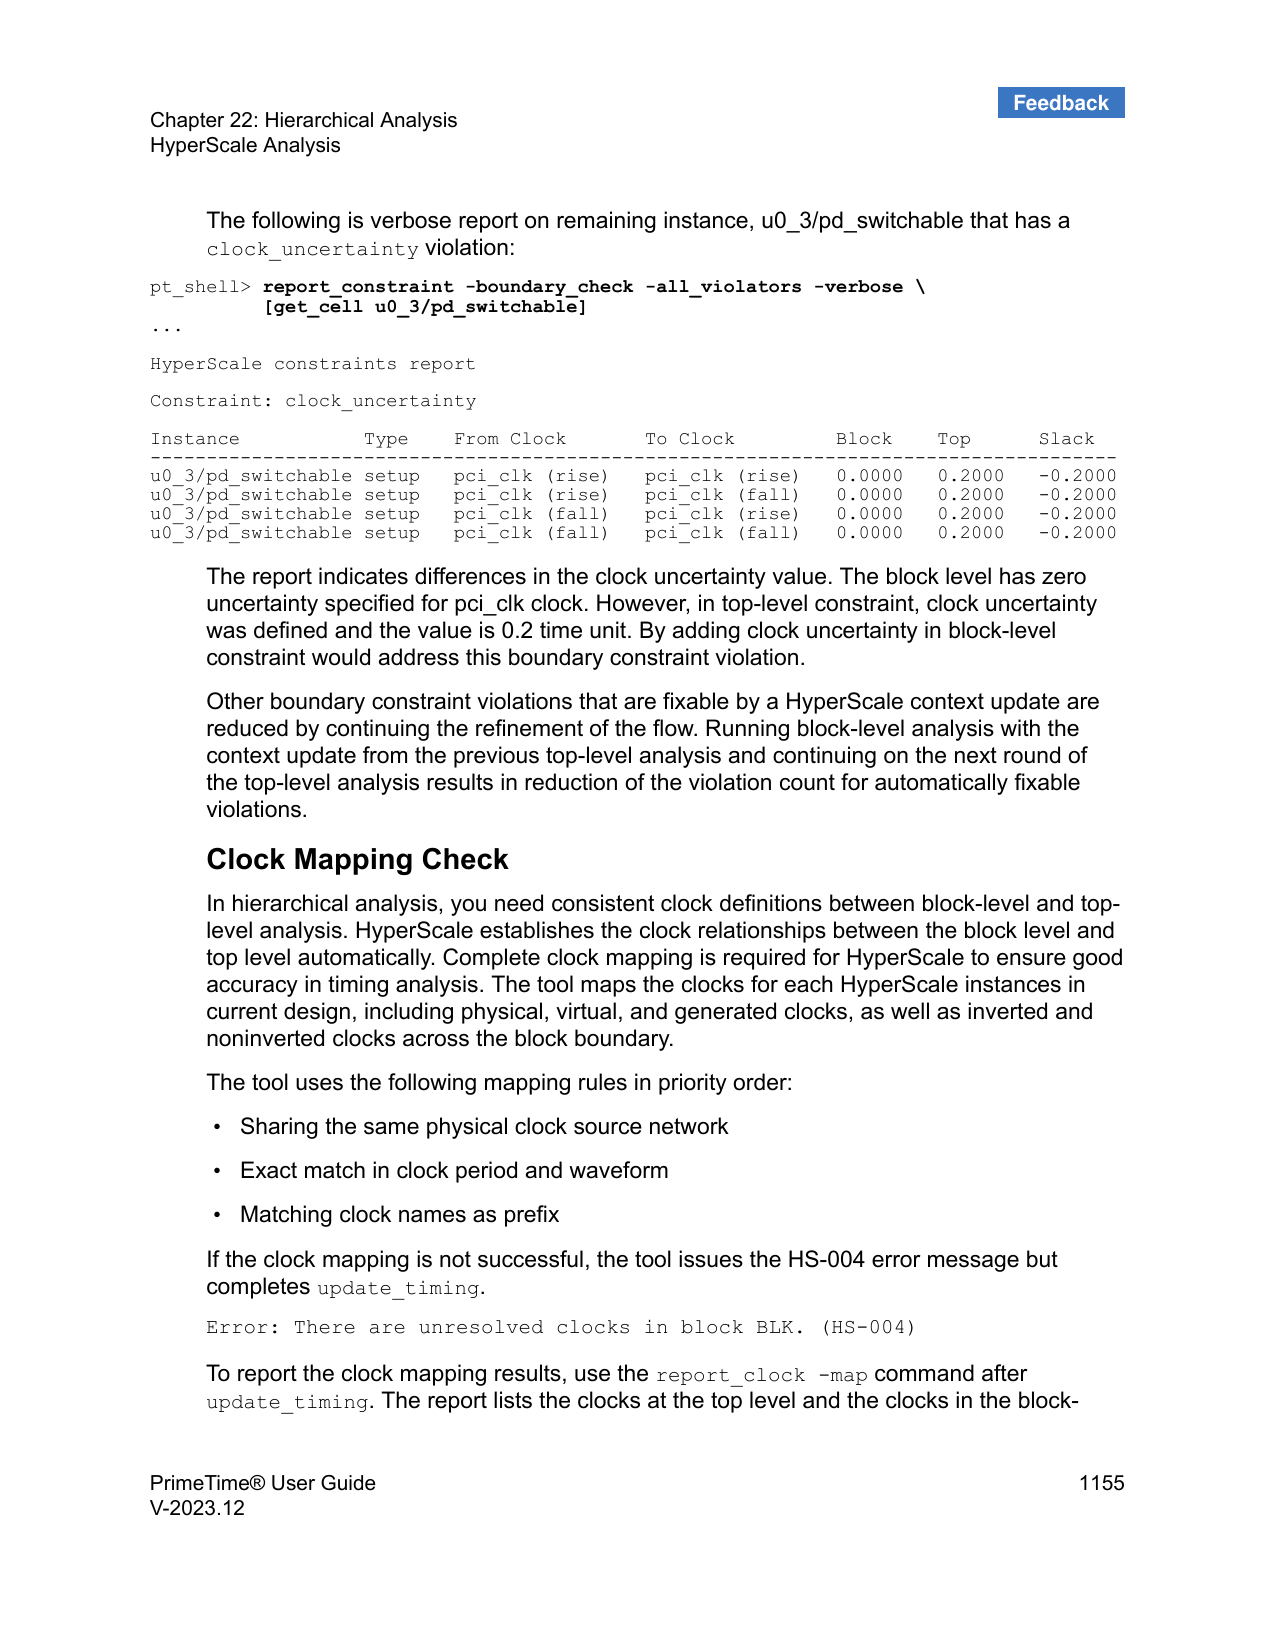 Feedback
Chapter 22: Hierarchical Analysis
HyperScale Analysis
The following is verbose report on remaining instance, u0_3/pd_switchable that has a
clock_uncertainty violation:
pt_shell> report_constraint -boundary_check -all_violators -verbose \
          [get_cell u0_3/pd_switchable]
...
HyperScale constraints report
Constraint: clock_uncertainty
Instance           Type    From Clock       To Clock         Block    Top      Slack
--------------------------------------------------------------------------------------
u0_3/pd_switchable setup   pci_clk (rise)   pci_clk (rise)   0.0000   0.2000   -0.2000
u0_3/pd_switchable setup   pci_clk (rise)   pci_clk (fall)   0.0000   0.2000   -0.2000
u0_3/pd_switchable setup   pci_clk (fall)   pci_clk (rise)   0.0000   0.2000   -0.2000
u0_3/pd_switchable setup   pci_clk (fall)   pci_clk (fall)   0.0000   0.2000   -0.2000
The report indicates differences in the clock uncertainty value. The block level has zero
uncertainty specified for pci_clk clock. However, in top-level constraint, clock uncertainty
was defined and the value is 0.2 time unit. By adding clock uncertainty in block-level
constraint would address this boundary constraint violation.
Other boundary constraint violations that are fixable by a HyperScale context update are
reduced by continuing the refinement of the flow. Running block-level analysis with the
context update from the previous top-level analysis and continuing on the next round of
the top-level analysis results in reduction of the violation count for automatically fixable
violations.
Clock Mapping Check
In hierarchical analysis, you need consistent clock definitions between block-level and top-
level analysis. HyperScale establishes the clock relationships between the block level and
top level automatically. Complete clock mapping is required for HyperScale to ensure good
accuracy in timing analysis. The tool maps the clocks for each HyperScale instances in
current design, including physical, virtual, and generated clocks, as well as inverted and
noninverted clocks across the block boundary.
The tool uses the following mapping rules in priority order:
• Sharing the same physical clock source network
• Exact match in clock period and waveform
• Matching clock names as prefix
If the clock mapping is not successful, the tool issues the HS-004 error message but
completes update_timing.
Error: There are unresolved clocks in block BLK. (HS-004)
To report the clock mapping results, use the report_clock -map command after
update_timing. The report lists the clocks at the top level and the clocks in the block-
PrimeTime® User Guide
1155
V-2023.12